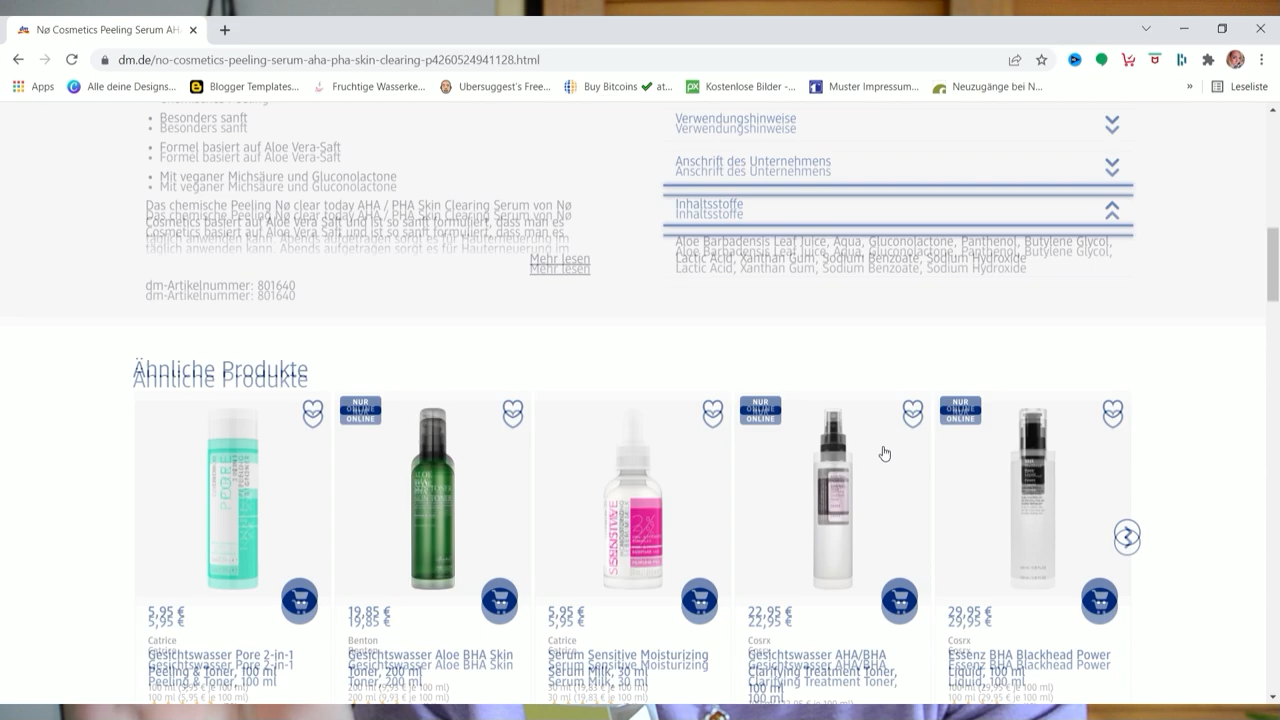 Nø Cosmetics Peeling Serum AHA
dm.de/no-cosmetics-peeling-serum-aha-pha-skin-clearing-p4260524941128.html
Apps
Alle deine Designs...
Blogger Templates...
Fruchtige Wasserke...
Ubersuggest's Free...
Buy Bitcoins ✔ at...
Kostenlose Bilder -...
Muster Impressum...
Neuzugänge bei N...
»
Leseliste
• Besonders sanft
• Formel basiert auf Aloe Vera-Saft
• Mit veganer Michsäure und Gluconolactone
Das chemische Peeling Nø clear today AHA / PHA Skin Clearing Serum von Nø
Cosmetics basiert auf Aloe Vera Saft und ist so sanft formuliert, dass man es
täglich anwenden kann. Abends aufgetragen sorgt es für Hauterneuerung im
Mehr lesen
dm-Artikelnummer: 801640
Verwendungshinweise
Anschrift des Unternehmens
Inhaltsstoffe
Aloe Barbadensis Leaf Juice, Aqua, Gluconolactone, Panthenol, Butylene Glycol,
Lactic Acid, Xanthan Gum, Sodium Benzoate, Sodium Hydroxide
Ähnliche Produkte
5,95 €
Catrice
Gesichtswasser Pore 2-in-1
Peeling & Toner, 100 ml
100 ml (5,95 € je 100 ml)
NUR
ONLINE
19,85 €
Benton
Gesichtswasser Aloe BHA Skin
Toner, 200 ml
200 ml (9,93 € je 100 ml)
SENSITIVE
5,95 €
Catrice
Serum Sensitive Moisturizing
Serum Milk, 30 ml
30 ml (19,83 € je 100 ml)
NUR
ONLINE
22,95 €
Cosrx
Gesichtswasser AHA/BHA
Clarifying Treatment Toner,
100 ml
NUR
ONLINE
29,95 €
Cosrx
Essenz BHA Blackhead Power
Liquid, 100 ml
100 ml (29,95 € je 100 ml)